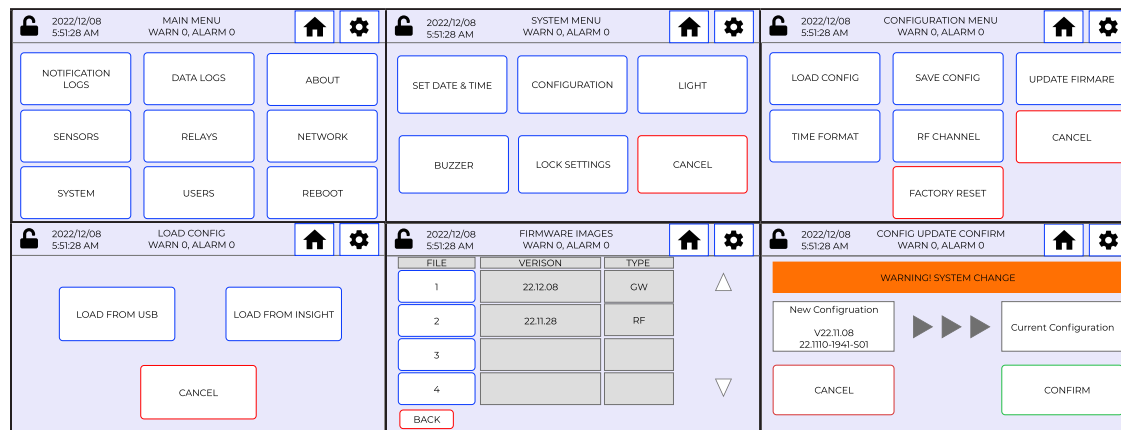 2022/12/08
5:51:28 AM
MAIN MENU
WARN 0, ALARM 0
NOTIFICATION
LOGS
DATA LOGS
ABOUT
SENSORS
RELAYS
NETWORK
SYSTEM
USERS
REBOOT
2022/12/08
5:51:28 AM
SYSTEM MENU
WARN 0, ALARM 0
SET DATE & TIME
CONFIGURATION
LIGHT
BUZZER
LOCK SETTINGS
CANCEL
2022/12/08
5:51:28 AM
CONFIGURATION MENU
WARN 0, ALARM 0
LOAD CONFIG
SAVE CONFIG
UPDATE FIRMARE
TIME FORMAT
RF CHANNEL
CANCEL
FACTORY RESET
2022/12/08
5:51:28 AM
LOAD CONFIG
WARN 0, ALARM 0
LOAD FROM USB
LOAD FROM INSIGHT
CANCEL
2022/12/08
5:51:28 AM
FIRMWARE IMAGES
WARN 0, ALARM 0
FILE VERISON TYPE
1 22.12.08 GW
2 22.11.28 RF
3
4
BACK
2022/12/08
5:51:28 AM
CONFIG UPDATE CONFIRM
WARN 0, ALARM 0
WARNING! SYSTEM CHANGE
New Configruation
V22.11.08
22.1110-1941-S01
Current Configuration
CANCEL
CONFIRM